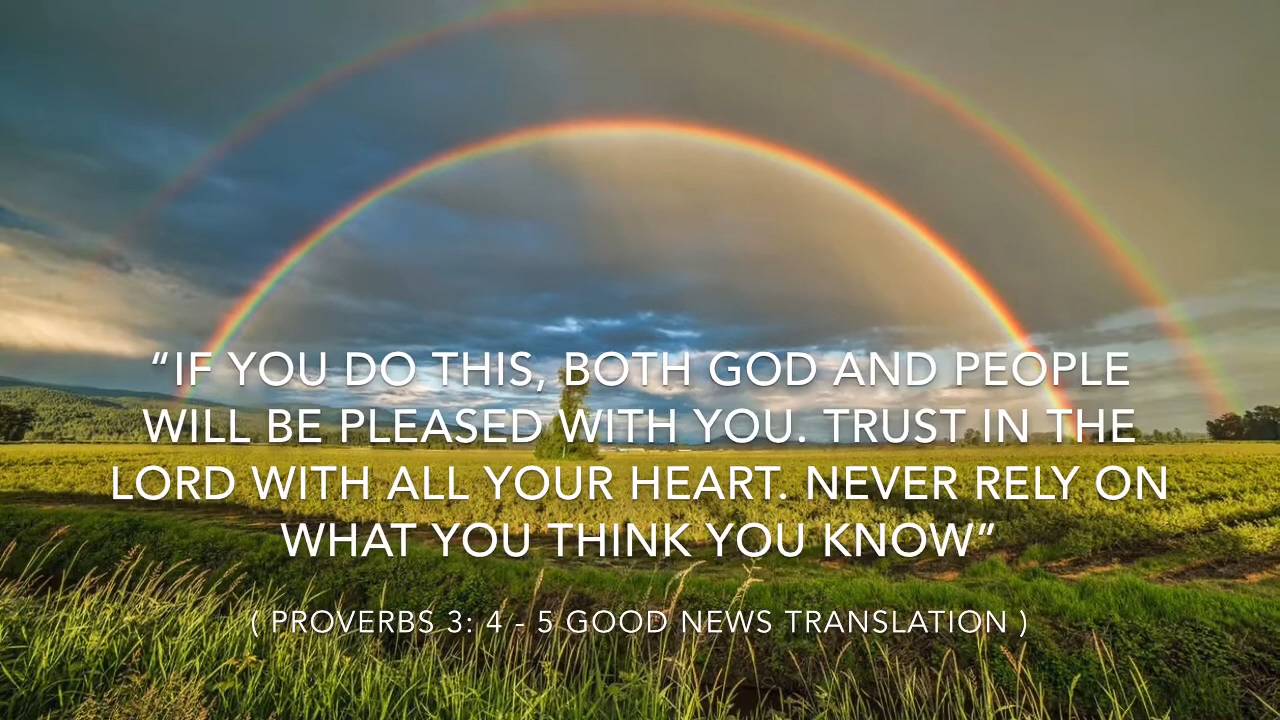 “IF YOU DO THIS, BOTH GOD AND PEOPLE
WILL BE PLEASED WITH YOU. TRUST IN THE
LORD WITH ALL YOUR HEART. NEVER RELY ON
WHAT YOU THINK YOU KNOW”
( PROVERBS 3: 4 - 5 GOOD NEWS TRANSLATION )